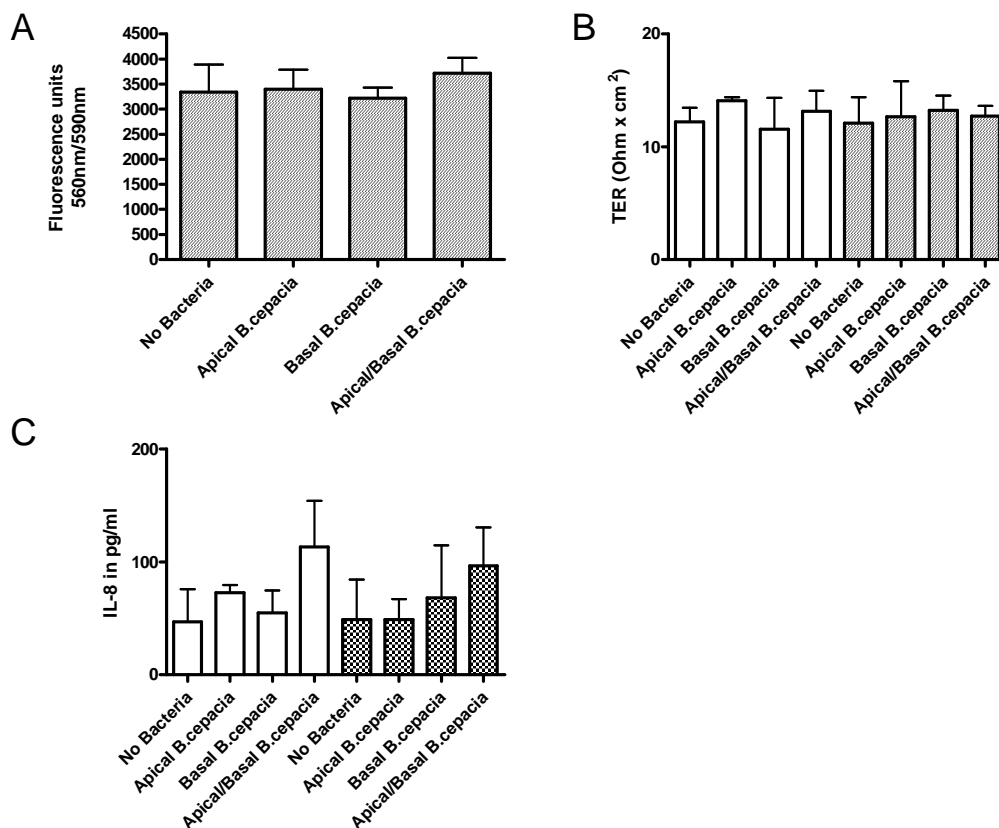 A
Fluorescence units
560nm/590nm
4500
4000
3500
3000
2500
2000
1500
1000
500
0
No Bacteria
Apical B.cepacia
Basal B.cepacia
Apical/Basal B.cepacia
B
TER (Ohm x cm ²)
20
10
0
No Bacteria
Apical B.cepacia
Basal B.cepacia
Apical/Basal B.cepacia
No Bacteria
Apical B.cepacia
Basal B.cepacia
Apical/Basal B.cepacia
C
IL-8 in pg/ml
200
100
0
No Bacteria
Apical B.cepacia
Basal B.cepacia
Apical/Basal B.cepacia
No Bacteria
Apical B.cepacia
Basal B.cepacia
Apical/Basal B.cepacia